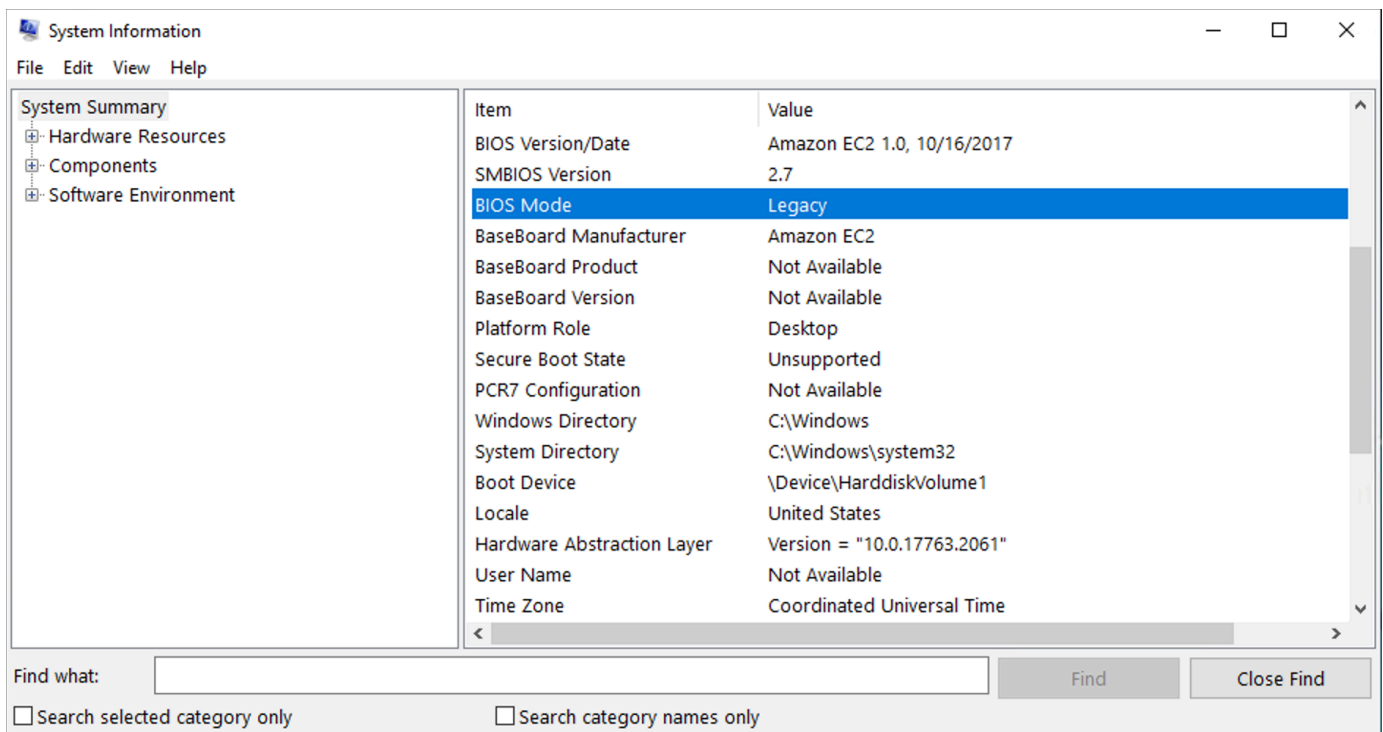 System Information
File Edit View Help
System Summary
Hardware Resources
Components
Software Environment
Item Value
BIOS Version/Date Amazon EC2 1.0, 10/16/2017
SMBIOS Version 2.7
BIOS Mode Legacy
BaseBoard Manufacturer Amazon EC2
BaseBoard Product Not Available
BaseBoard Version Not Available
Platform Role Desktop
Secure Boot State Unsupported
PCR7 Configuration Not Available
Windows Directory C:\Windows
System Directory C:\Windows\system32
Boot Device \Device\HarddiskVolume1
Locale United States
Hardware Abstraction Layer Version = "10.0.17763.2061"
User Name Not Available
Time Zone Coordinated Universal Time
Find what: Find Close Find
Search selected category only Search category names only